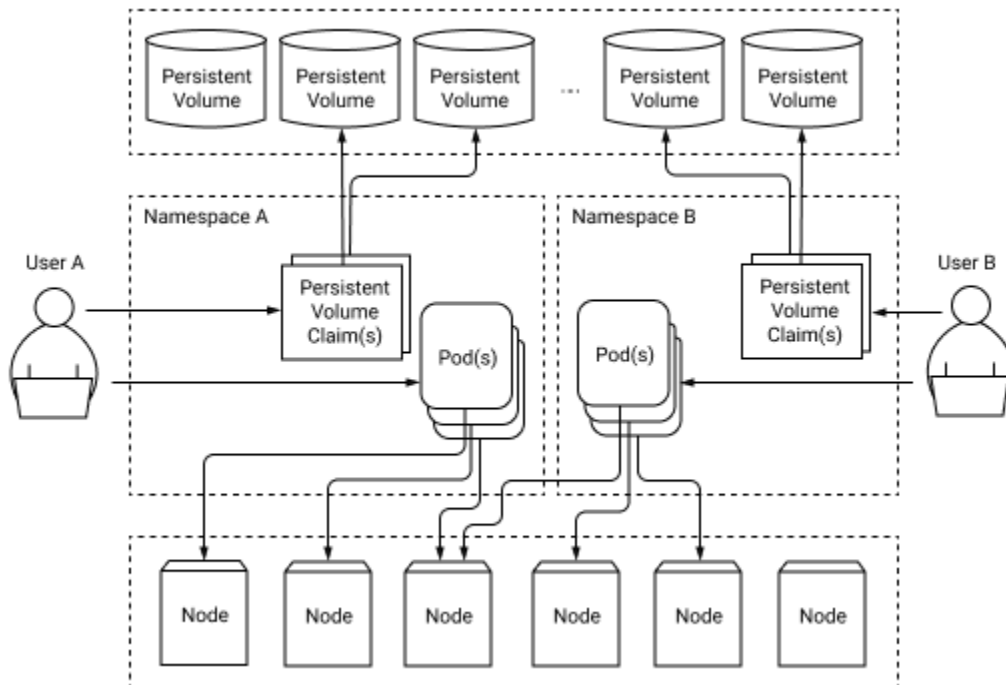 Persistent
Volume
Persistent
Volume
Persistent
Volume
...
Persistent
Volume
Persistent
Volume
Namespace A
Namespace B
User A
User B
Persistent
Volume
Claim(s)
Persistent
Volume
Claim(s)
Pod(s)
Pod(s)
Node
Node
Node
Node
Node
Node